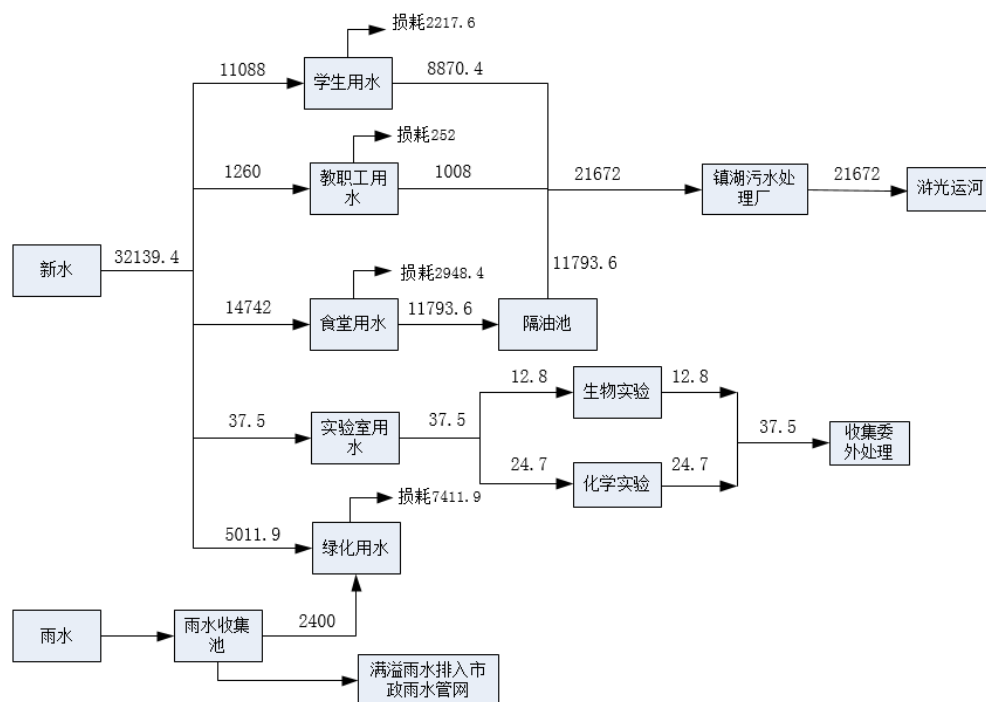 损耗2217.6
11088
学生用水
8870.4
损耗252
1260
教职工用
水
1008
21672
镇湖污水处
理厂
21672
浒光运河
新水
32139.4
损耗2948.4
11793.6
14742
食堂用水
11793.6
隔油池
12.8
生物实验
12.8
37.5
实验室用
水
37.5
37.5
收集委
外处理
24.7
化学实验
24.7
损耗7411.9
5011.9
绿化用水
雨水
雨水收集
池
2400
满溢雨水排入市
政雨水管网